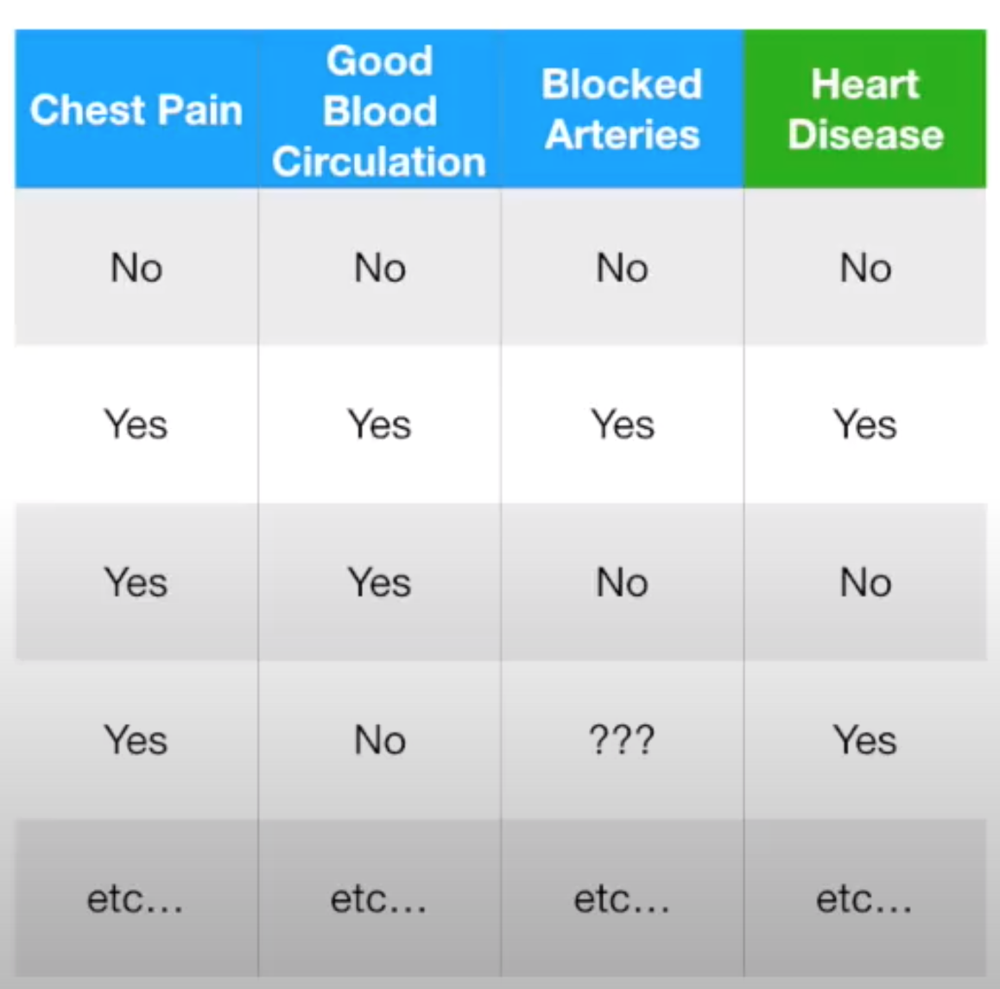 Chest Pain
Good
Blood
Circulation
Blocked
Arteries
Heart
Disease
No No No No
Yes Yes Yes Yes
Yes Yes No No
Yes No ??? Yes
etc... etc... etc... etc...